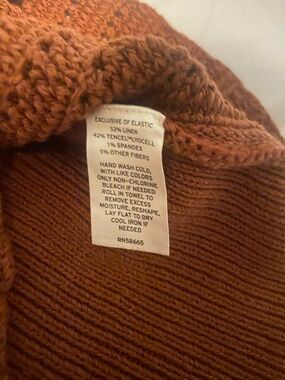 EXCLUSIVE OF ELASTIC
52% LINEN
42% TENCEL™LYOCELL
1% SPANDEX
5% OTHER FIBERS
HAND WASH COLD,
WITH LIKE COLORS
ONLY NON-CHLORINE
BLEACH IF NEEDED
ROLL IN TOWEL TO
REMOVE EXCESS
MOISTURE, RESHAPE,
LAY FLAT TO DRY
COOL IRON IF
NEEDED
RN58665